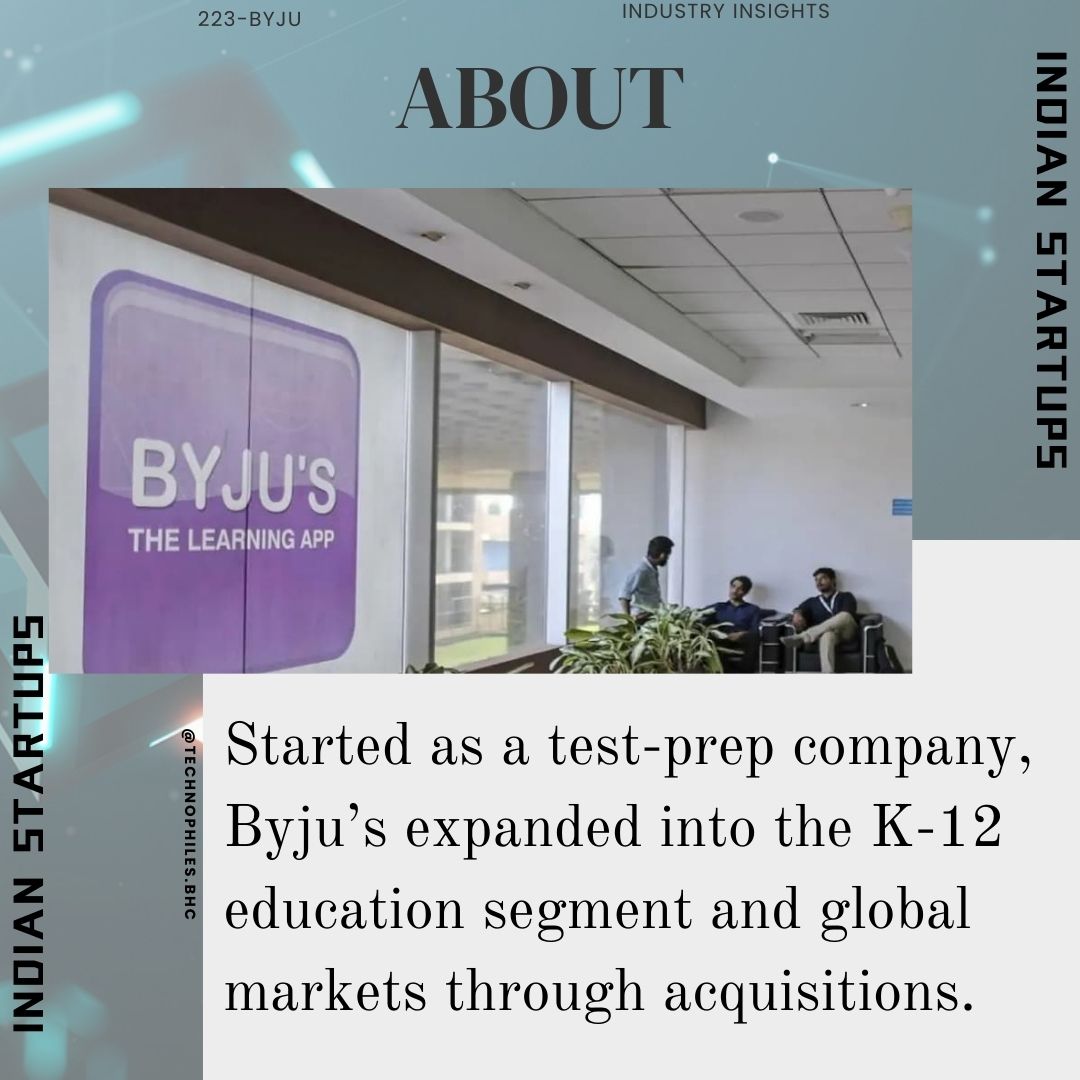 223-BYJU
INDUSTRY INSIGHTS
ABOUT
INDIAN STARTUPS
BYJU'S
THE LEARNING APP
INDIAN STARTUPS
@TECHNOPHILES.BHC
Started as a test-prep company,
Byju’s expanded into the K-12
education segment and global
markets through acquisitions.